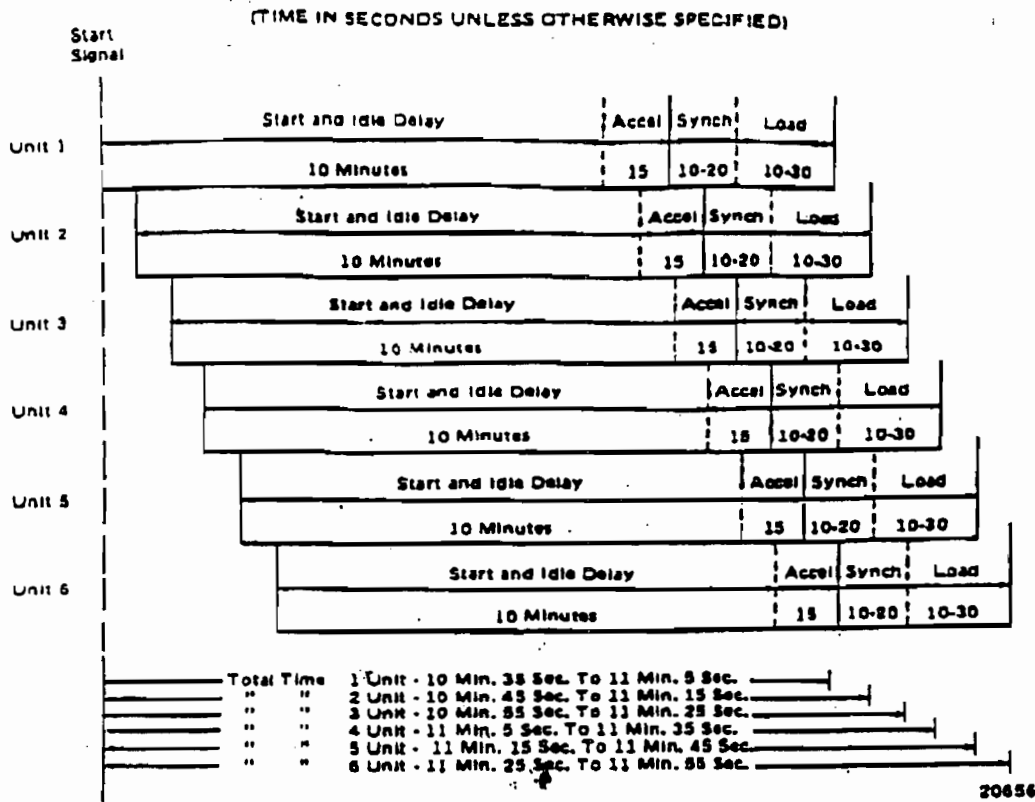 (TIME IN SECONDS UNLESS OTHERWISE SPECIFIED)
Start
Signal
Unit 1
Start and Idle Delay
Accel
Synch
Load
10 Minutes
15
10-20
10-30
Unit 2
Start and Idle Delay
Accel
Synch
Load
10 Minutes
15
10-20
10-30
Unit 3
Start and Idle Delay
Accel
Synch
Load
10 Minutes
15
10-20
10-30
Unit 4
Start and Idle Delay
Accel
Synch
Load
10 Minutes
15
10-20
10-30
Unit 5
Start and Idle Delay
Accel
Synch
Load
10 Minutes
15
10-20
10-30
Unit 6
Start and Idle Delay
Accel
Synch
Load
10 Minutes
15
10-20
10-30
Total Time 1 Unit - 10 Min. 35 Sec. To 11 Min. 5 Sec.
" " 2 Unit - 10 Min. 45 Sec. To 11 Min. 15 Sec.
" " 3 Unit - 10 Min. 55 Sec. To 11 Min. 25 Sec.
" " 4 Unit - 11 Min. 5 Sec. To 11 Min. 35 Sec.
" " 5 Unit - 11 Min. 15 Sec. To 11 Min. 45 Sec.
" " 6 Unit - 11 Min. 25 Sec. To 11 Min. 55 Sec.
20656